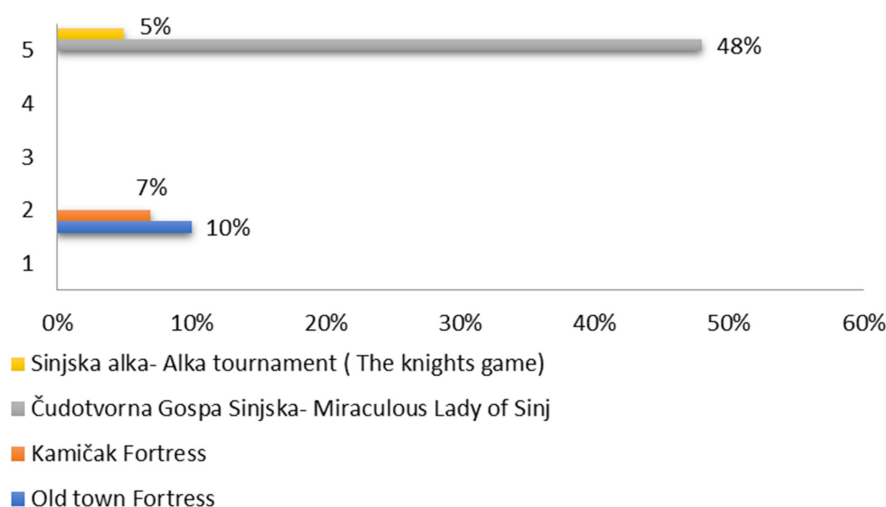 5%
5
48%
4
3
7%
2
10%
1
0% 10% 20% 30% 40% 50% 60%
Sinjska alka- Alka tournament ( The knights game)
Čudotvorna Gospa Sinjska- Miraculous Lady of Sinj
Kamičak Fortress
Old town Fortress